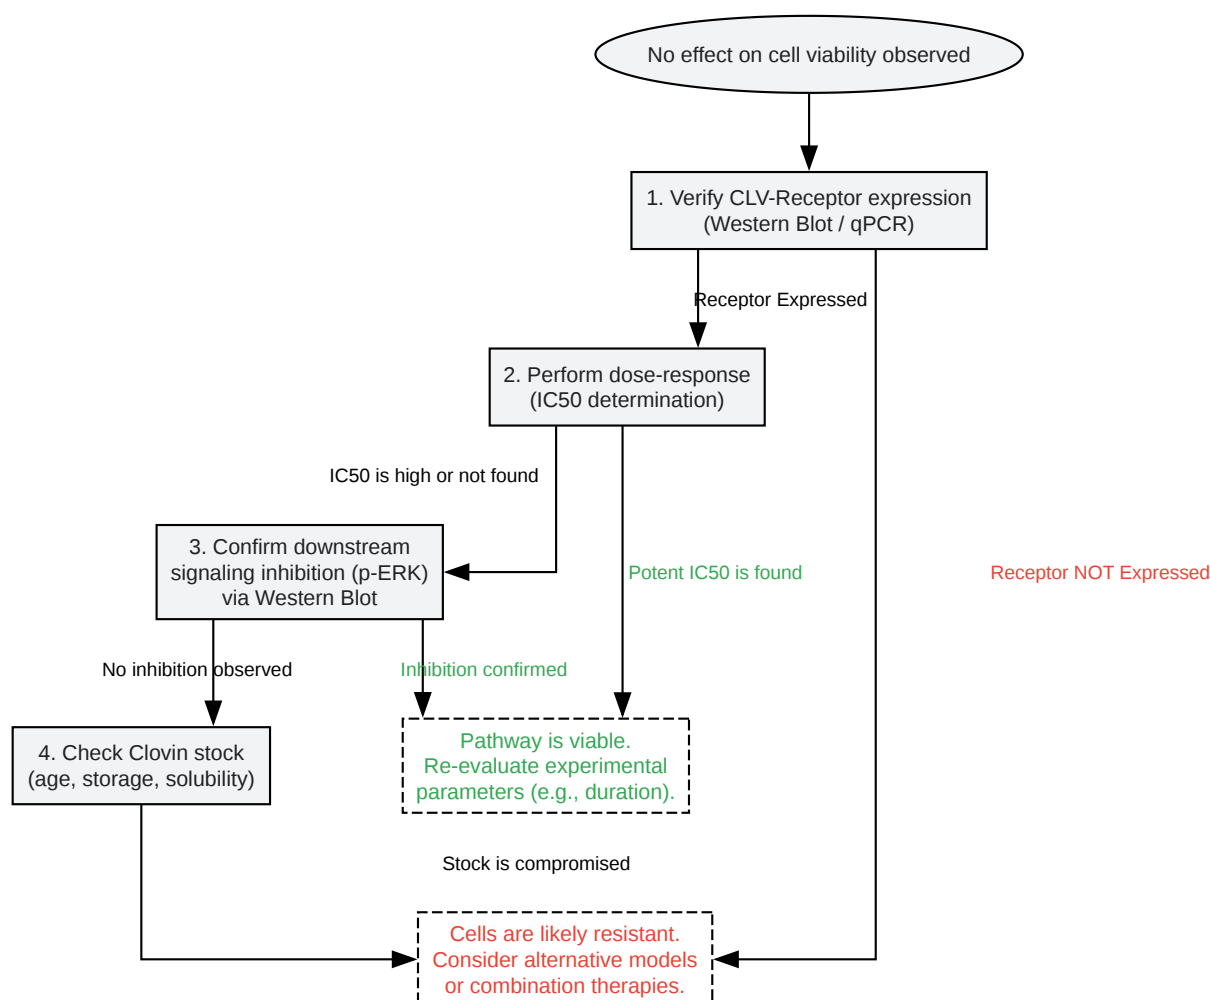 No effect on cell viability observed
1. Verify CLV-Receptor expression
(Western Blot / qPCR)
Receptor Expressed
2. Perform dose-response
(IC50 determination)
IC50 is high or not found
3. Confirm downstream
signaling inhibition (p-ERK)
via Western Blot
Potent IC50 is found
Receptor NOT Expressed
No inhibition observed
Inhibition confirmed
4. Check Clovin stock
(age, storage, solubility)
Pathway is viable.
Re-evaluate experimental
parameters (e.g., duration).
Stock is compromised
Cells are likely resistant.
Consider alternative models
or combination therapies.